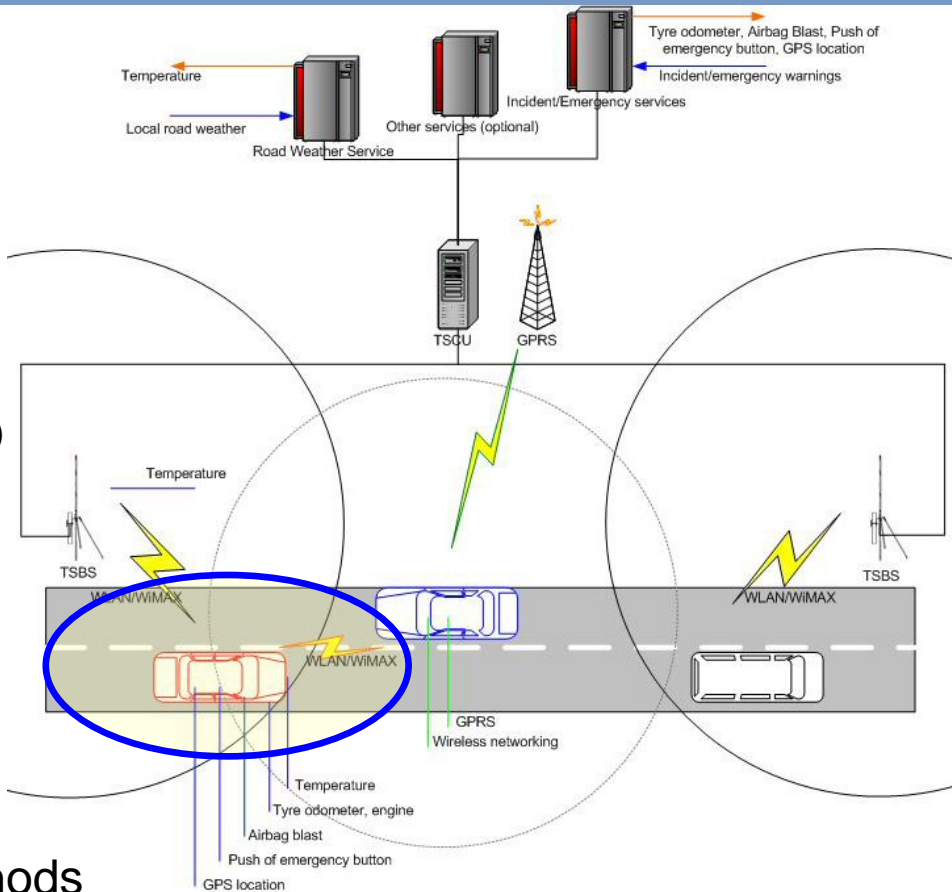 Tyre odometer, Airbag Blast, Push of
emergency button, GPS location
Temperature
Incident/emergency warnings
Incident/Emergency services
Local road weather
Other services (optional)
Road Weather Service
TSCU
GPRS
)
Temperature
TSBS
TSBS
WLAN/WiMAX
WLAN/WiMAX
WLAN/WiMAX
GPRS
Wireless networking
Temperature
Tyre odometer, engine
Airbag blast
Push of emergency button
GPS location